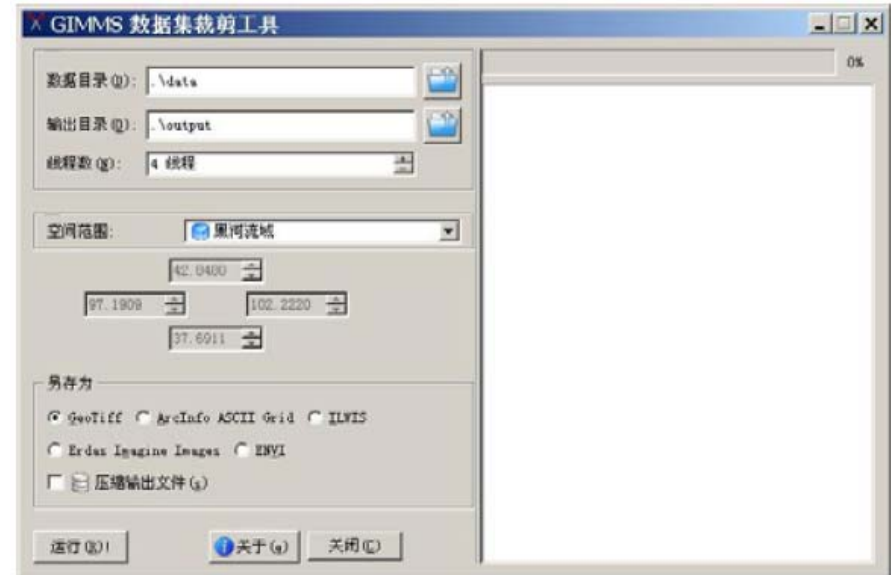 GIMMS 数据集裁剪工具
数据目录(D): .\data
输出目录(O): .\output
线程数(N): 4 线程
空间范围: 黑河流域
42.0400
97.1909 102.2220
37.6911
另存为
GeoTiff ArcInfo ASCII Grid ILWIS
Erdas Imagine Images ENVI
压缩输出文件(s)
运行(R)! 关于(a) 关闭(C)
0%